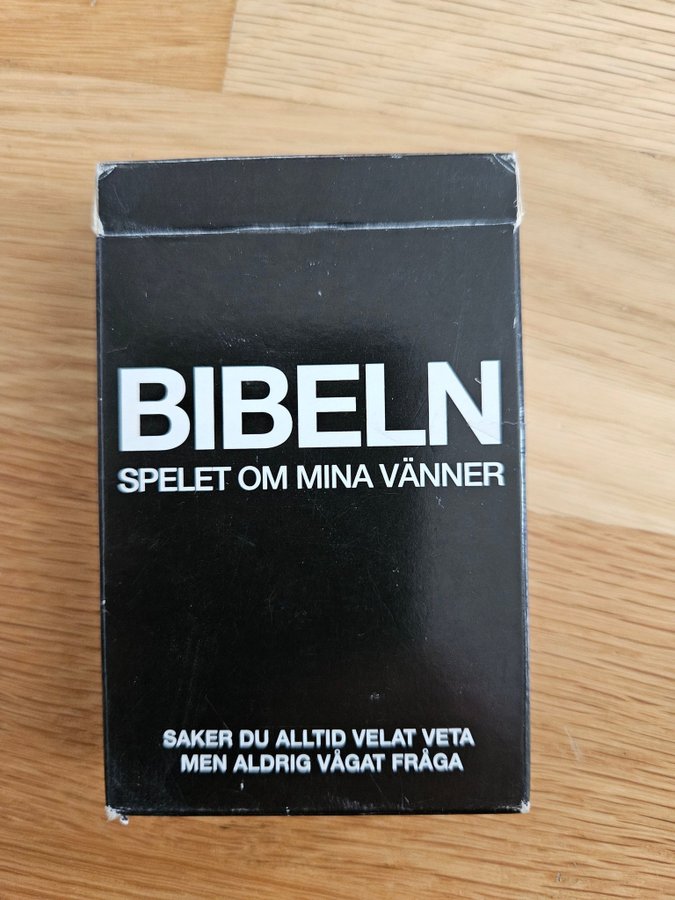 BIBELN
SPELET OM MINA VÄNNER
SAKER DU ALLTID VELAT VETA
MEN ALDRIG VÅGAT FRÅGA